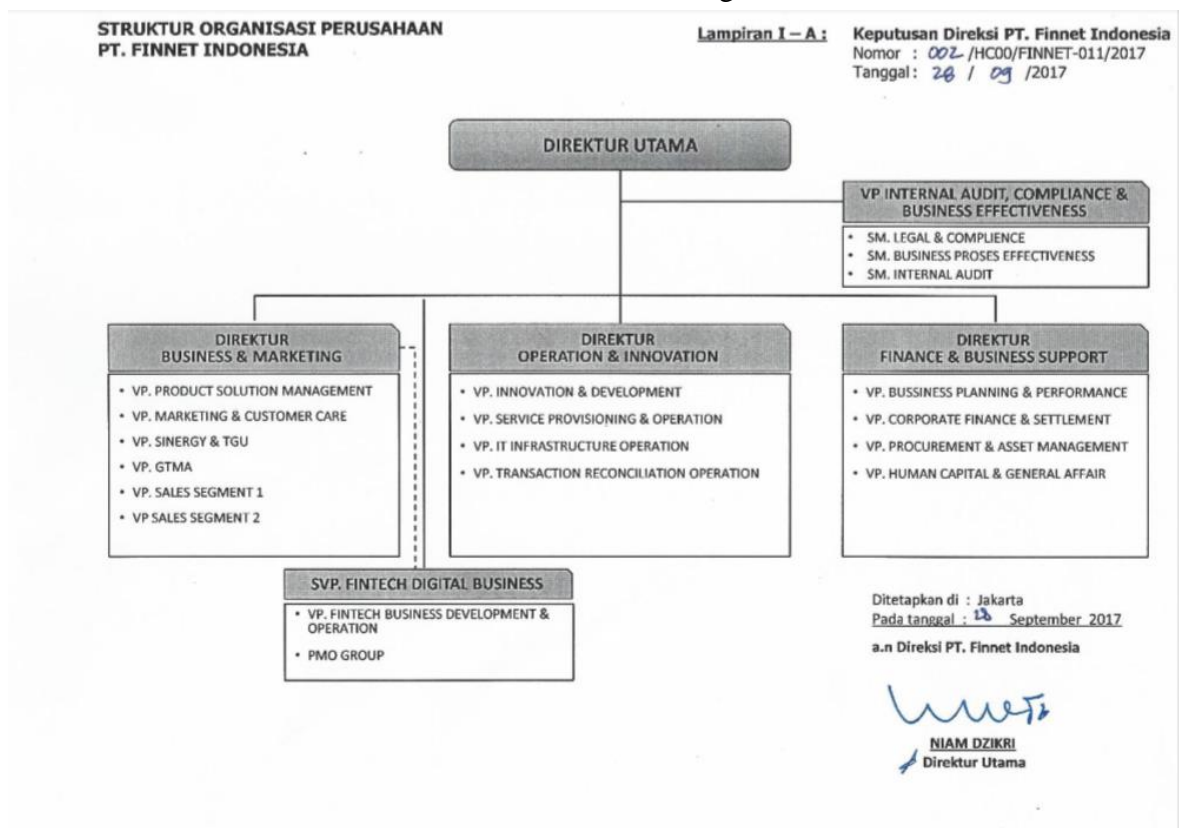 STRUKTUR ORGANISASI PERUSAHAAN
PT. FINNET INDONESIA
Lampiran I – A : Keputusan Direksi PT. Finnet Indonesia
Nomor : 002 /HC00/FINNET-011/2017
Tanggal : 28 / 09 /2017
DIREKTUR UTAMA
VP INTERNAL AUDIT, COMPLIANCE &
BUSINESS EFFECTIVENESS
• SM. LEGAL & COMPLIENCE
• SM. BUSINESS PROSES EFFECTIVENESS
• SM. INTERNAL AUDIT
DIREKTUR
BUSINESS & MARKETING
• VP. PRODUCT SOLUTION MANAGEMENT
• VP. MARKETING & CUSTOMER CARE
• VP. SINERGY & TGU
• VP. GTMA
• VP. SALES SEGMENT 1
• VP SALES SEGMENT 2
DIREKTUR
OPERATION & INNOVATION
• VP. INNOVATION & DEVELOPMENT
• VP. SERVICE PROVISIONING & OPERATION
• VP. IT INFRASTRUCTURE OPERATION
• VP. TRANSACTION RECONCILIATION OPERATION
DIREKTUR
FINANCE & BUSINESS SUPPORT
• VP. BUSSINESS PLANNING & PERFORMANCE
• VP. CORPORATE FINANCE & SETTLEMENT
• VP. PROCUREMENT & ASSET MANAGEMENT
• VP. HUMAN CAPITAL & GENERAL AFFAIR
SVP. FINTECH DIGITAL BUSINESS
• VP. FINTECH BUSINESS DEVELOPMENT &
OPERATION
• PMO GROUP
Ditetapkan di : Jakarta
Pada tanggal : 28 September 2017
a.n Direksi PT. Finnet Indonesia
NIAM DZIKRI
Direktur Utama